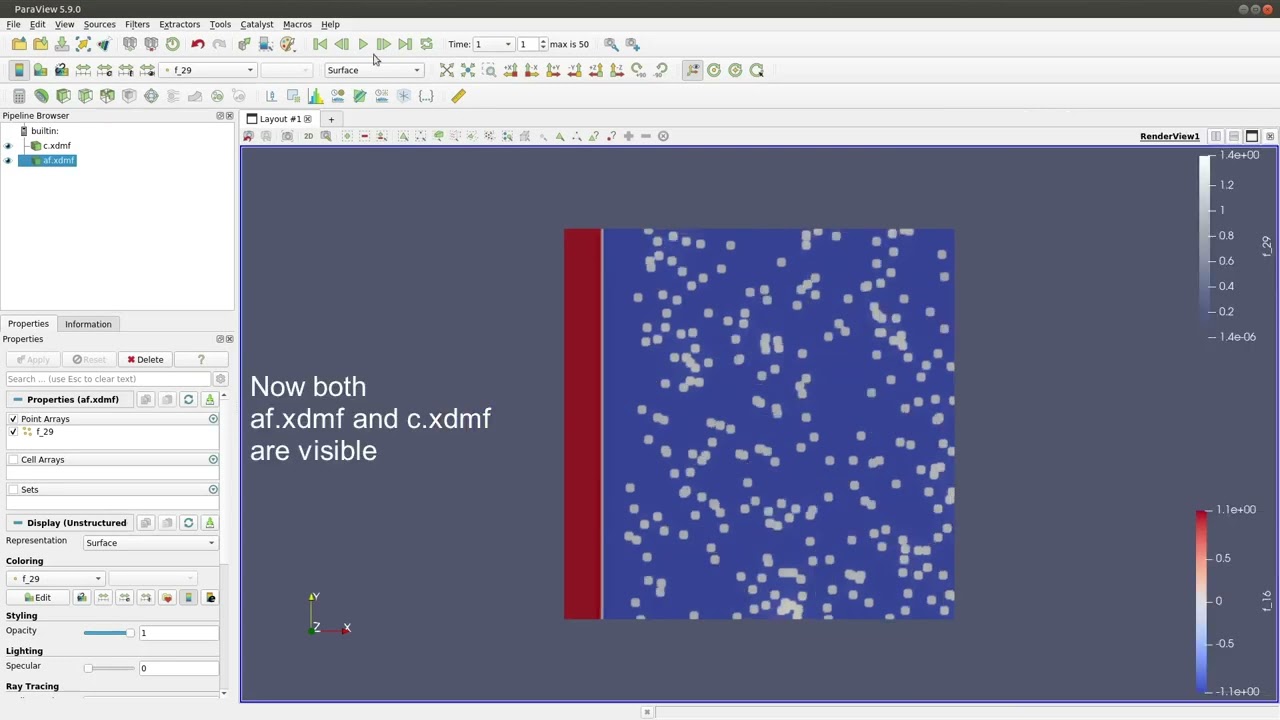 ParaView 5.9.0
File Edit View Sources Filters Extractors Tools Catalyst Macros Help
Time: 1 1 max is 50
f_29 Surface
Pipeline Browser
builtin:
c.xdmf
af.xdmf
Properties Information
Properties
Apply Reset Delete ?
Search ... (use Esc to clear text)
Properties (af.xdmf)
Point Arrays
f_29
Cell Arrays
Sets
Display (Unstructured
Representation Surface
Coloring
f_29
Edit
Styling
Opacity 1
Lighting
Specular 0
Ray Tracing
Layout #1 +
2D RenderView1
Now both
af.xdmf and c.xdmf
are visible
Y
Z X
1.4e+00
1.2
1
0.8
0.6
0.4
0.2
1.4e-06
f_29
1.1e+00
0.5
0
-0.5
-1.1e+00
f_16